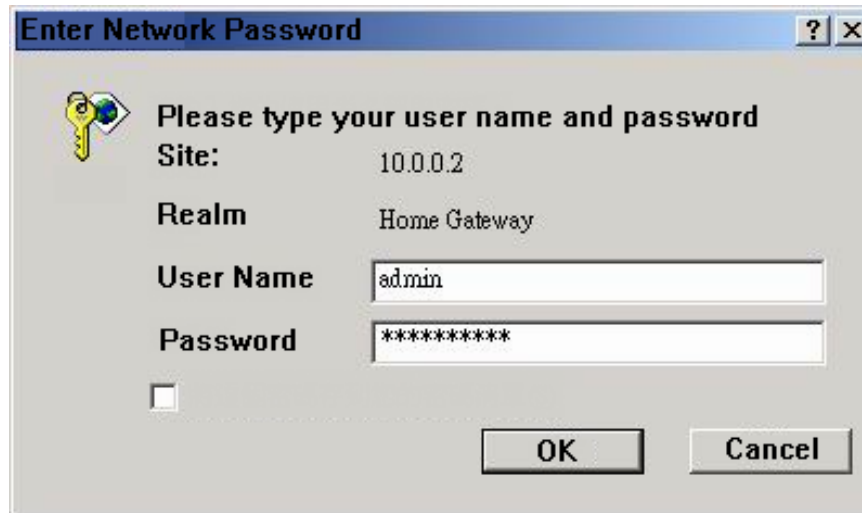 Enter Network Password
Please type your user name and password
Site: 10.0.0.2
Realm Home Gateway
User Name admin
Password **********
OK Cancel